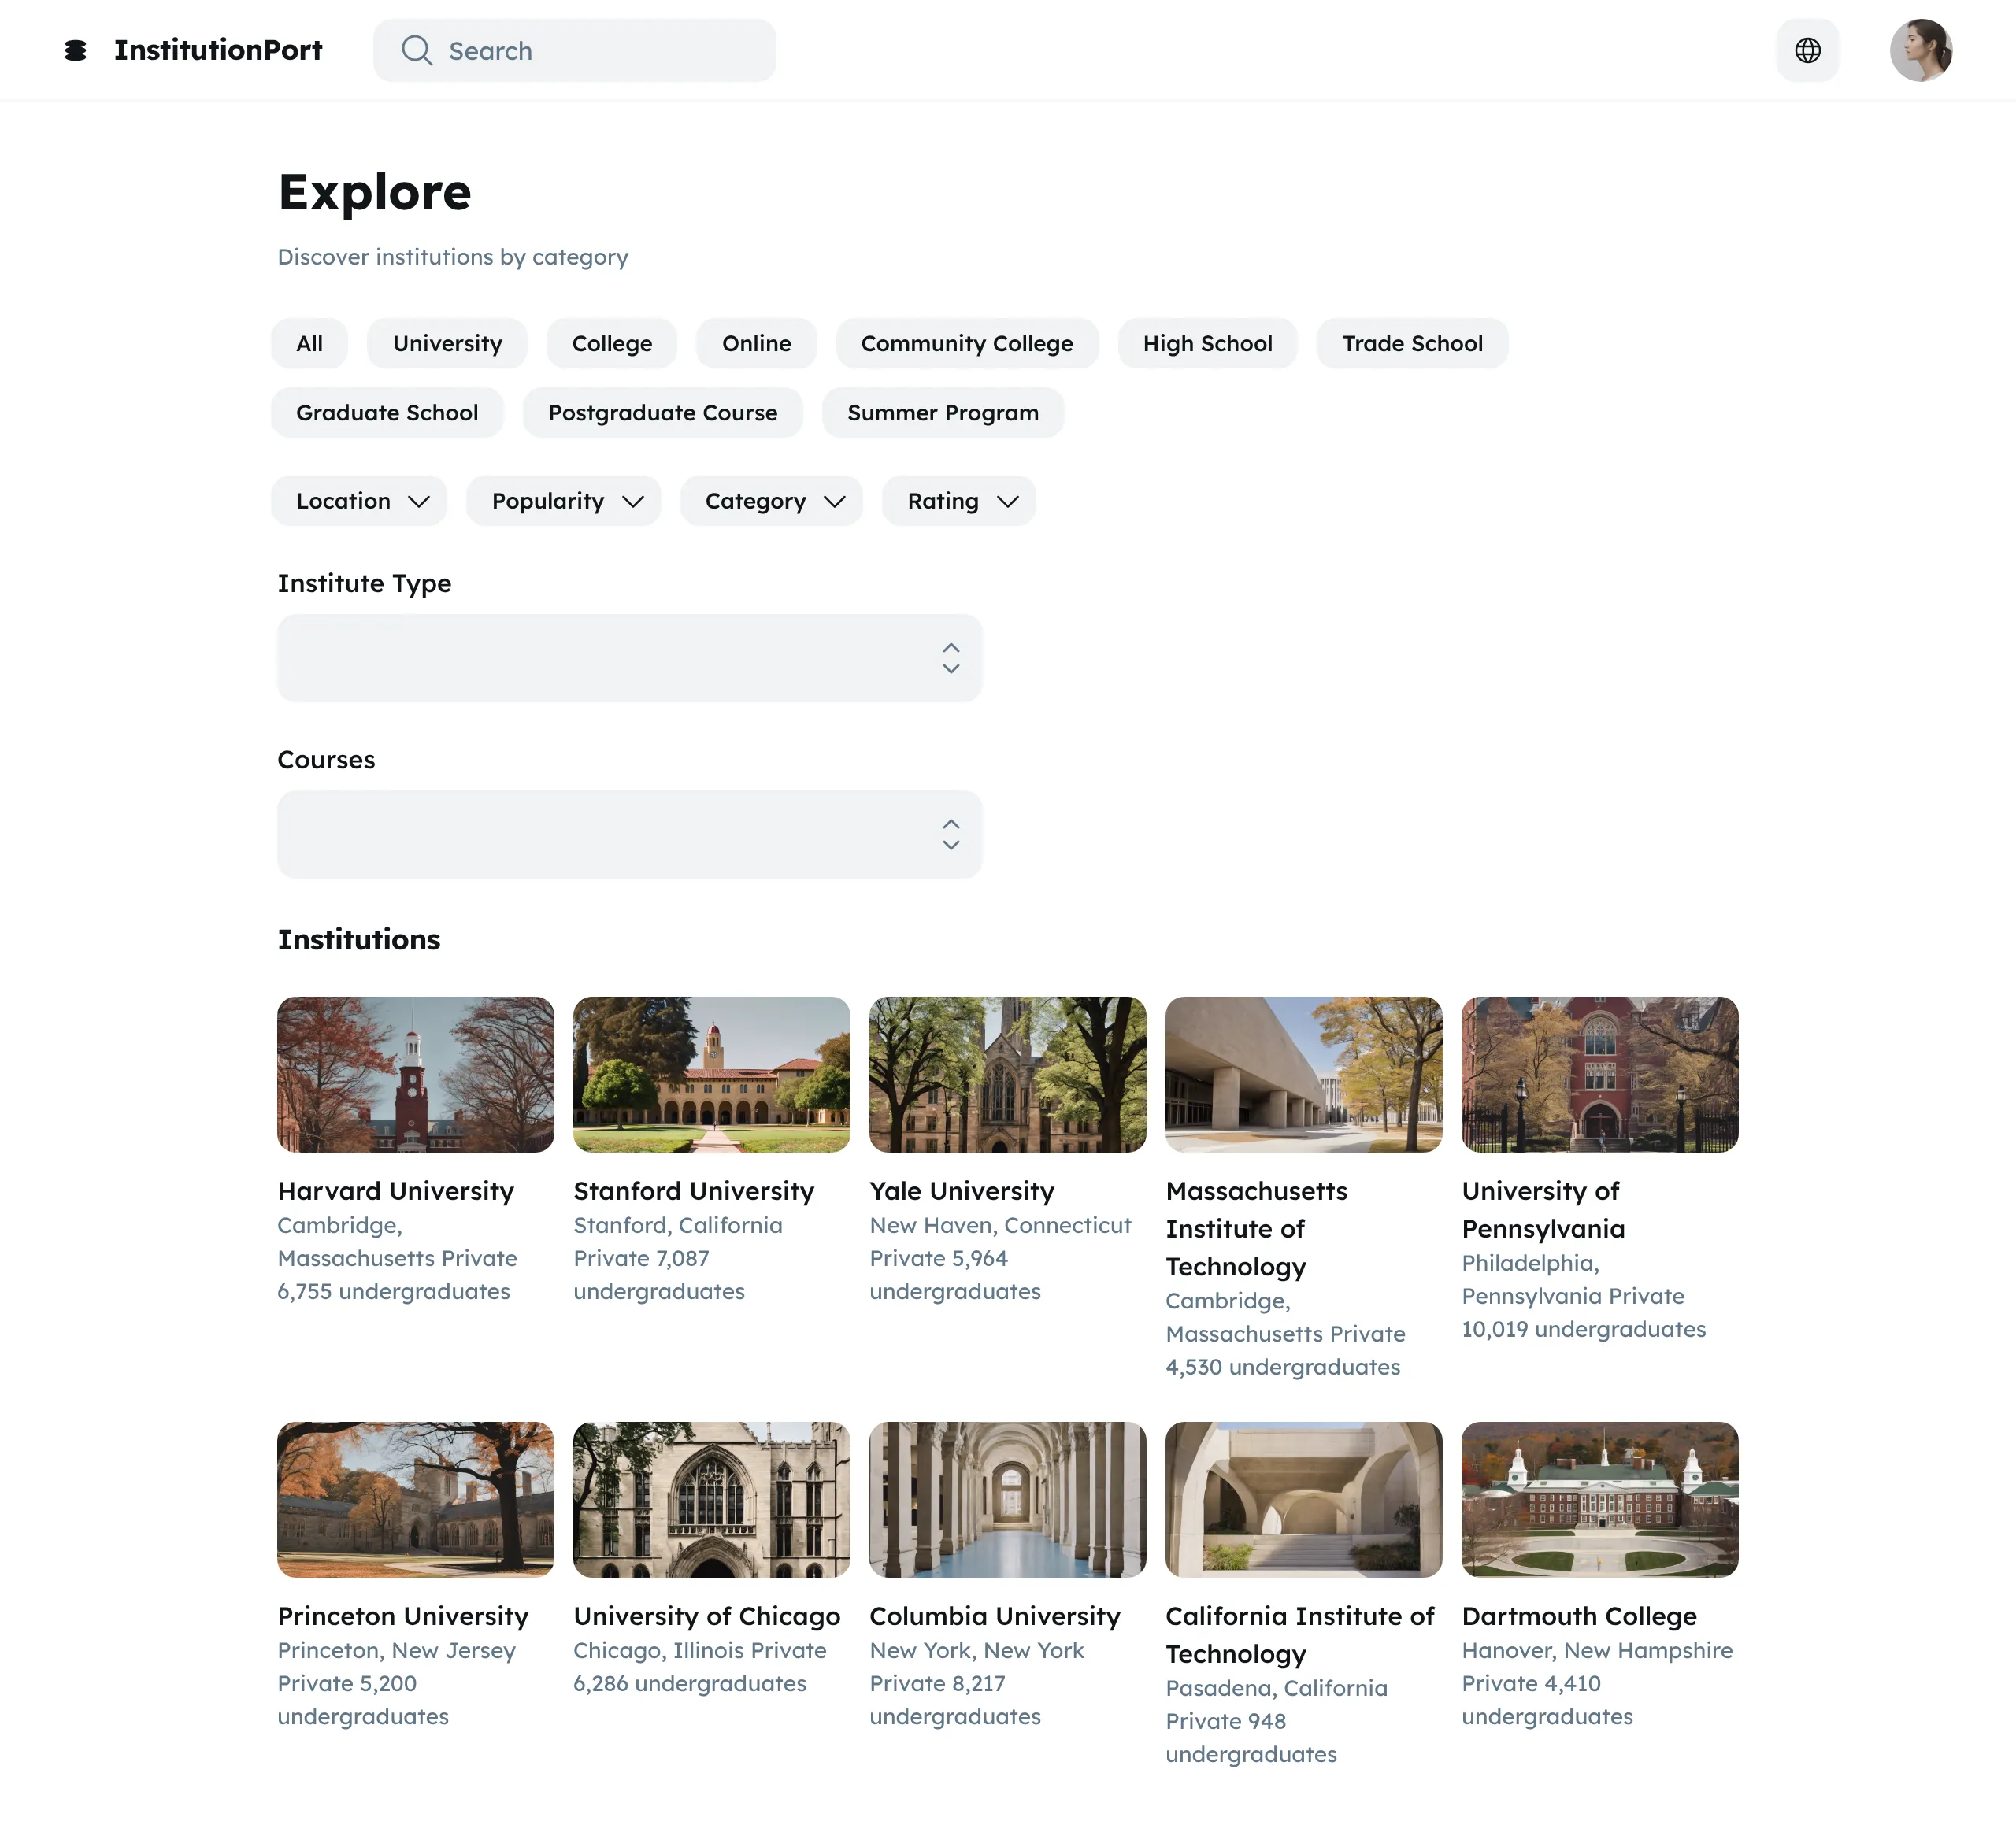 InstitutionPort
Search
Explore
Discover institutions by category
All
University
College
Online
Community College
High School
Trade School
Graduate School
Postgraduate Course
Summer Program
Location
Popularity
Category
Rating
Institute Type
Courses
Institutions
Harvard University
Cambridge,
Massachusetts Private
6,755 undergraduates
Stanford University
Stanford, California
Private 7,087
undergraduates
Yale University
New Haven, Connecticut
Private 5,964
undergraduates
Massachusetts
Institute of
Technology
Cambridge,
Massachusetts Private
4,530 undergraduates
University of
Pennsylvania
Philadelphia,
Pennsylvania Private
10,019 undergraduates
Princeton University
Princeton, New Jersey
Private 5,200
undergraduates
University of Chicago
Chicago, Illinois Private
6,286 undergraduates
Columbia University
New York, New York
Private 8,217
undergraduates
California Institute of
Technology
Pasadena, California
Private 948
undergraduates
Dartmouth College
Hanover, New Hampshire
Private 4,410
undergraduates